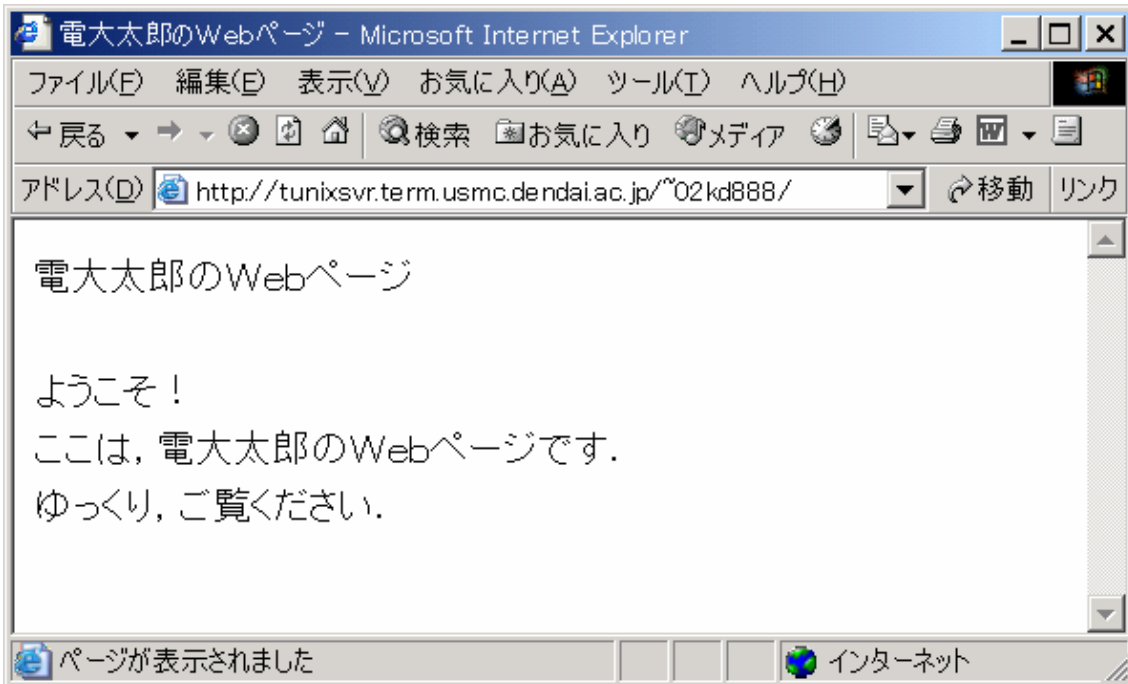 電大太郎のWebページ - Microsoft Internet Explorer
ファイル(F) 編集(E) 表示(V) お気に入り(A) ツール(T) ヘルプ(H)
戻る 検索 お気に入り メディア
アドレス(D) http://tunixsvr.term.usmc.dendai.ac.jp/~02kd888/ 移動 リンク
電大太郎のWebページ
ようこそ！
ここは，電大太郎のWebページです．
ゆっくり，ご覧ください．
ページが表示されました インターネット